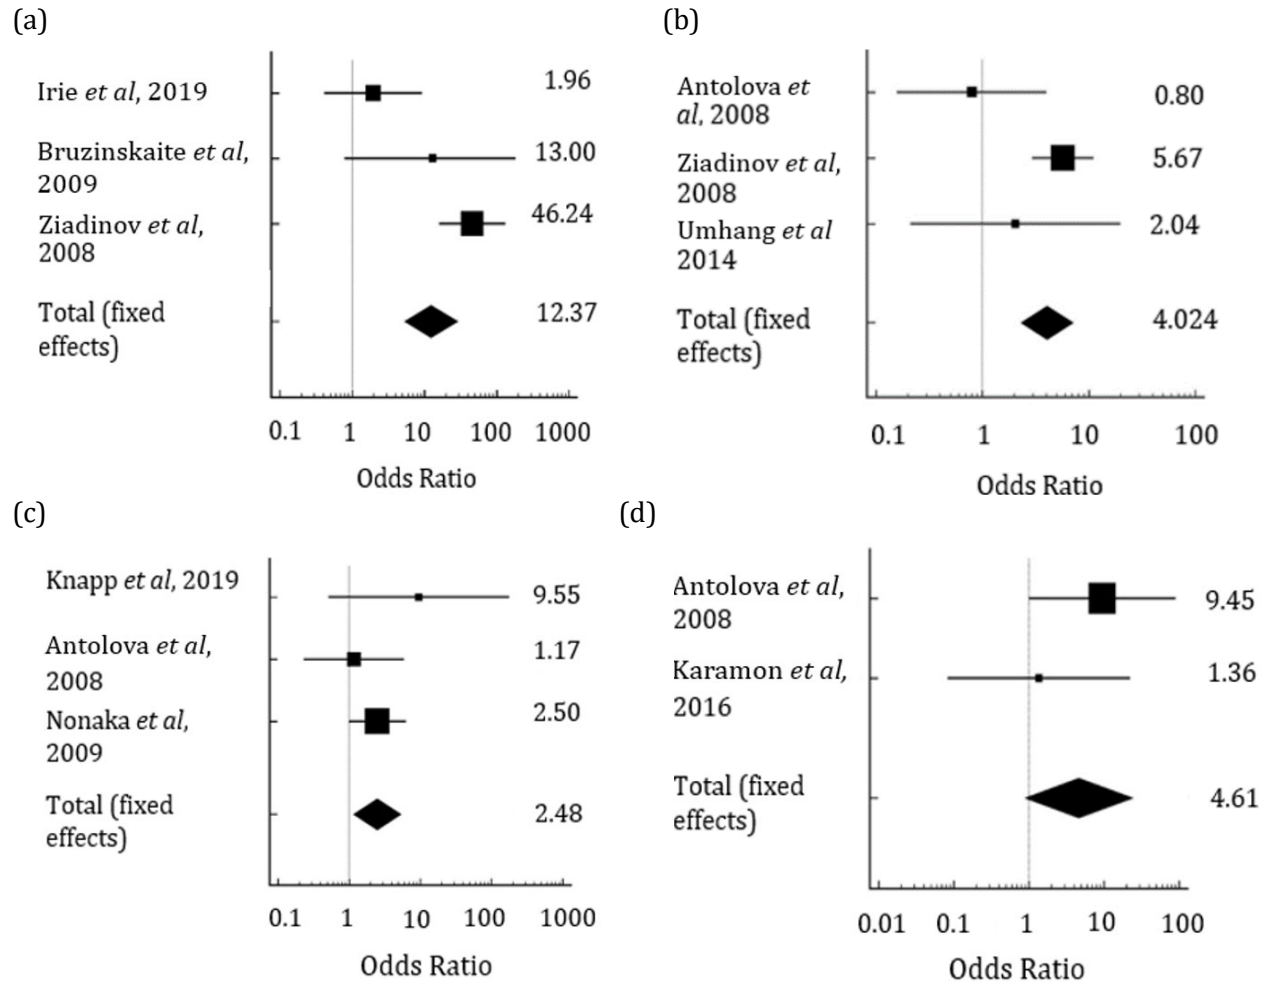 (a)
Irie et al, 2019 1.96
Bruzinskaite et al,
2009
13.00
Ziadinov et al,
2008
46.24
Total (fixed
effects)
12.37
0.1 1 10 100 1000
Odds Ratio
(b)
Antolova et
al, 2008
0.80
Ziadinov et al,
2008
5.67
Umhang et al
2014
2.04
Total (fixed
effects)
4.024
0.1 1 10 100
Odds Ratio
(c)
Knapp et al, 2019 9.55
Antolova et al,
2008
1.17
Nonaka et al,
2009
2.50
Total (fixed
effects)
2.48
0.1 1 10 100 1000
Odds Ratio
(d)
Antolova et al,
2008
9.45
Karamon et al,
2016
1.36
Total (fixed
effects)
4.61
0.01 0.1 1 10 100
Odds Ratio